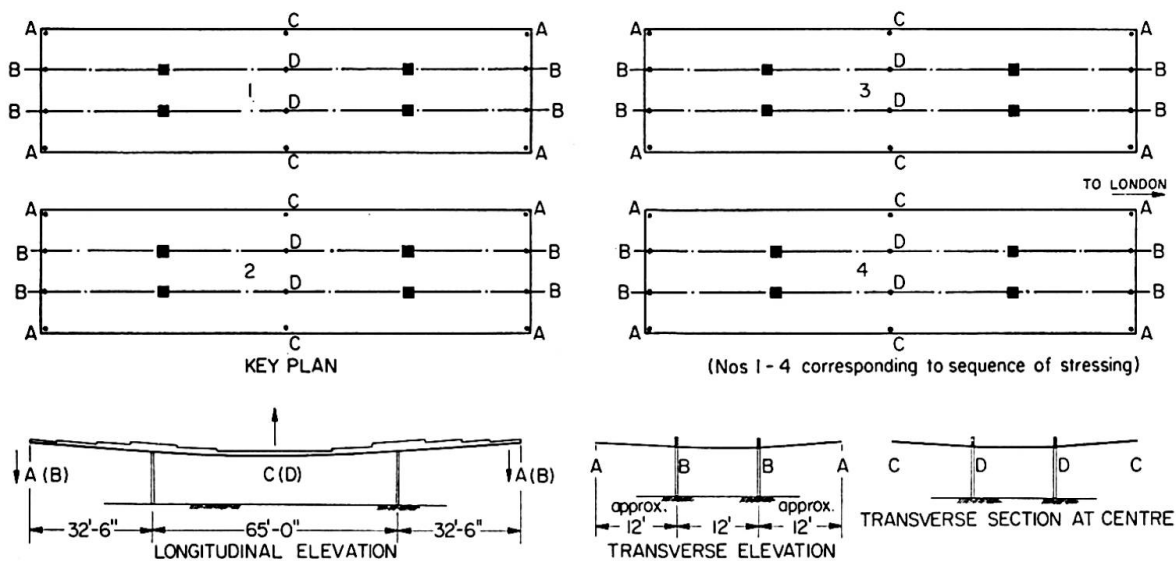 A C A
B D B
1
B D B
A C A
A C A
B D B
2
B D B
A C A
KEY PLAN
A C A
B D B
3
B D B
A C A
TO LONDON
A C A
B D B
4
B D B
A C A
(Nos 1-4 corresponding to sequence of stressing)
A (B) C (D) A (B)
32'-6" 65'-0" 32'-6"
LONGITUDINAL ELEVATION
A B B A
approx. approx.
12' 12' 12'
TRANSVERSE ELEVATION
C D D C
TRANSVERSE SECTION AT CENTRE